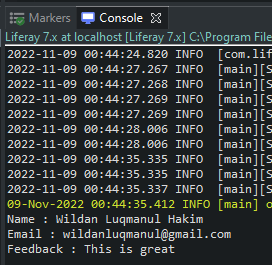 Markers Console
Liferay 7.x at localhost [Liferay 7.x] C:\Program File
2022-11-09 00:44:24.820 INFO [com.lif
2022-11-09 00:44:27.267 INFO [main][S
2022-11-09 00:44:27.268 INFO [main][S
2022-11-09 00:44:27.269 INFO [main][S
2022-11-09 00:44:27.269 INFO [main][S
2022-11-09 00:44:28.006 INFO [main][S
2022-11-09 00:44:28.006 INFO [main][S
2022-11-09 00:44:35.335 INFO [main][S
2022-11-09 00:44:35.335 INFO [main][S
2022-11-09 00:44:35.337 INFO [main][S
09-Nov-2022 00:44:35.412 INFO [main] o
Name : Wildan Luqmanul Hakim
Email : wildanluqmanul@gmail.com
Feedback : This is great